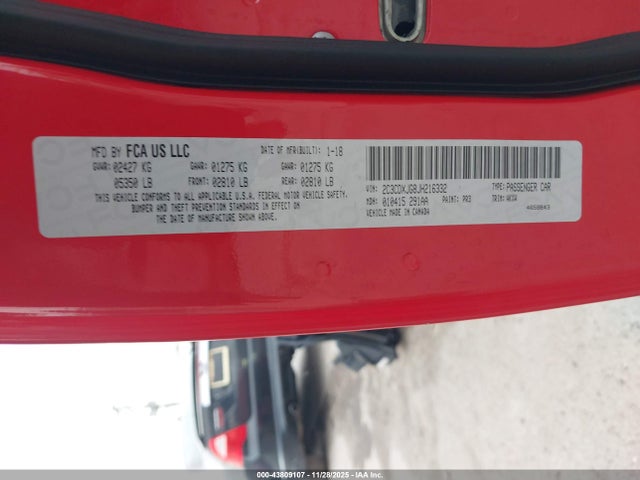 MFD BY FCA US LLC
DATE OF MFR(BUILT): 1-18
GVWR: 02427 KG GAWR: 01275 KG GAWR: 01275 KG
05350 LB FRONT: 02810 LB REAR: 02810 LB
THIS VEHICLE CONFORMS TO ALL APPLICABLE U.S.A. FEDERAL MOTOR VEHICLE SAFETY,
BUMPER AND THEFT PREVENTION STANDARDS IN EFFECT ON
THE DATE OF MANUFACTURE SHOWN ABOVE.
VIN: 2C3CDXJG8JH216332 TYPE: PASSENGER CAR
MDH: 010415 291AA PAINT: PR3 TRIM: HKX4
VEHICLE MADE IN CANADA 4658843
000-43809107 - 11/28/2025 - IAA Inc.